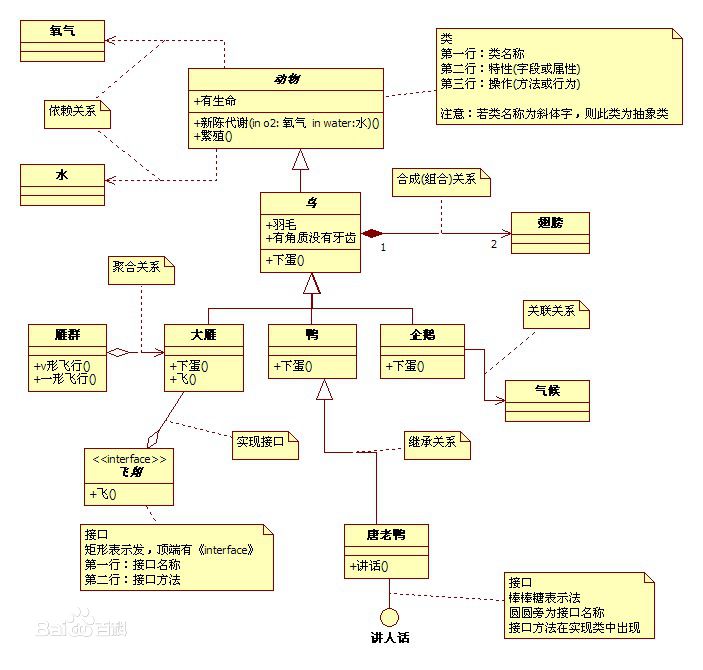 氧气
动物
+有生命
+新陈代谢(in o2: 氧气 in water:水)()
+繁殖()
类
第一行：类名称
第二行：特性(字段或属性)
第三行：操作(方法或行为)
注意：若类名称为斜体字，则此类为抽象类
依赖关系
水
鸟
+羽毛
+有角质没有牙齿
+下蛋()
合成(组合)关系
1
2
翅膀
聚合关系
雁群
+v形飞行()
+一形飞行()
大雁
+下蛋()
+飞()
鸭
+下蛋()
企鹅
+下蛋()
关联关系
气候
实现接口
继承关系
<<interface>>
飞翔
+飞()
接口
矩形表示发，顶端有《interface》
第一行：接口名称
第二行：接口方法
唐老鸭
+讲话()
讲人话
接口
棒棒糖表示法
圆圆旁为接口名称
接口方法在实现类中出现
Baidu百科